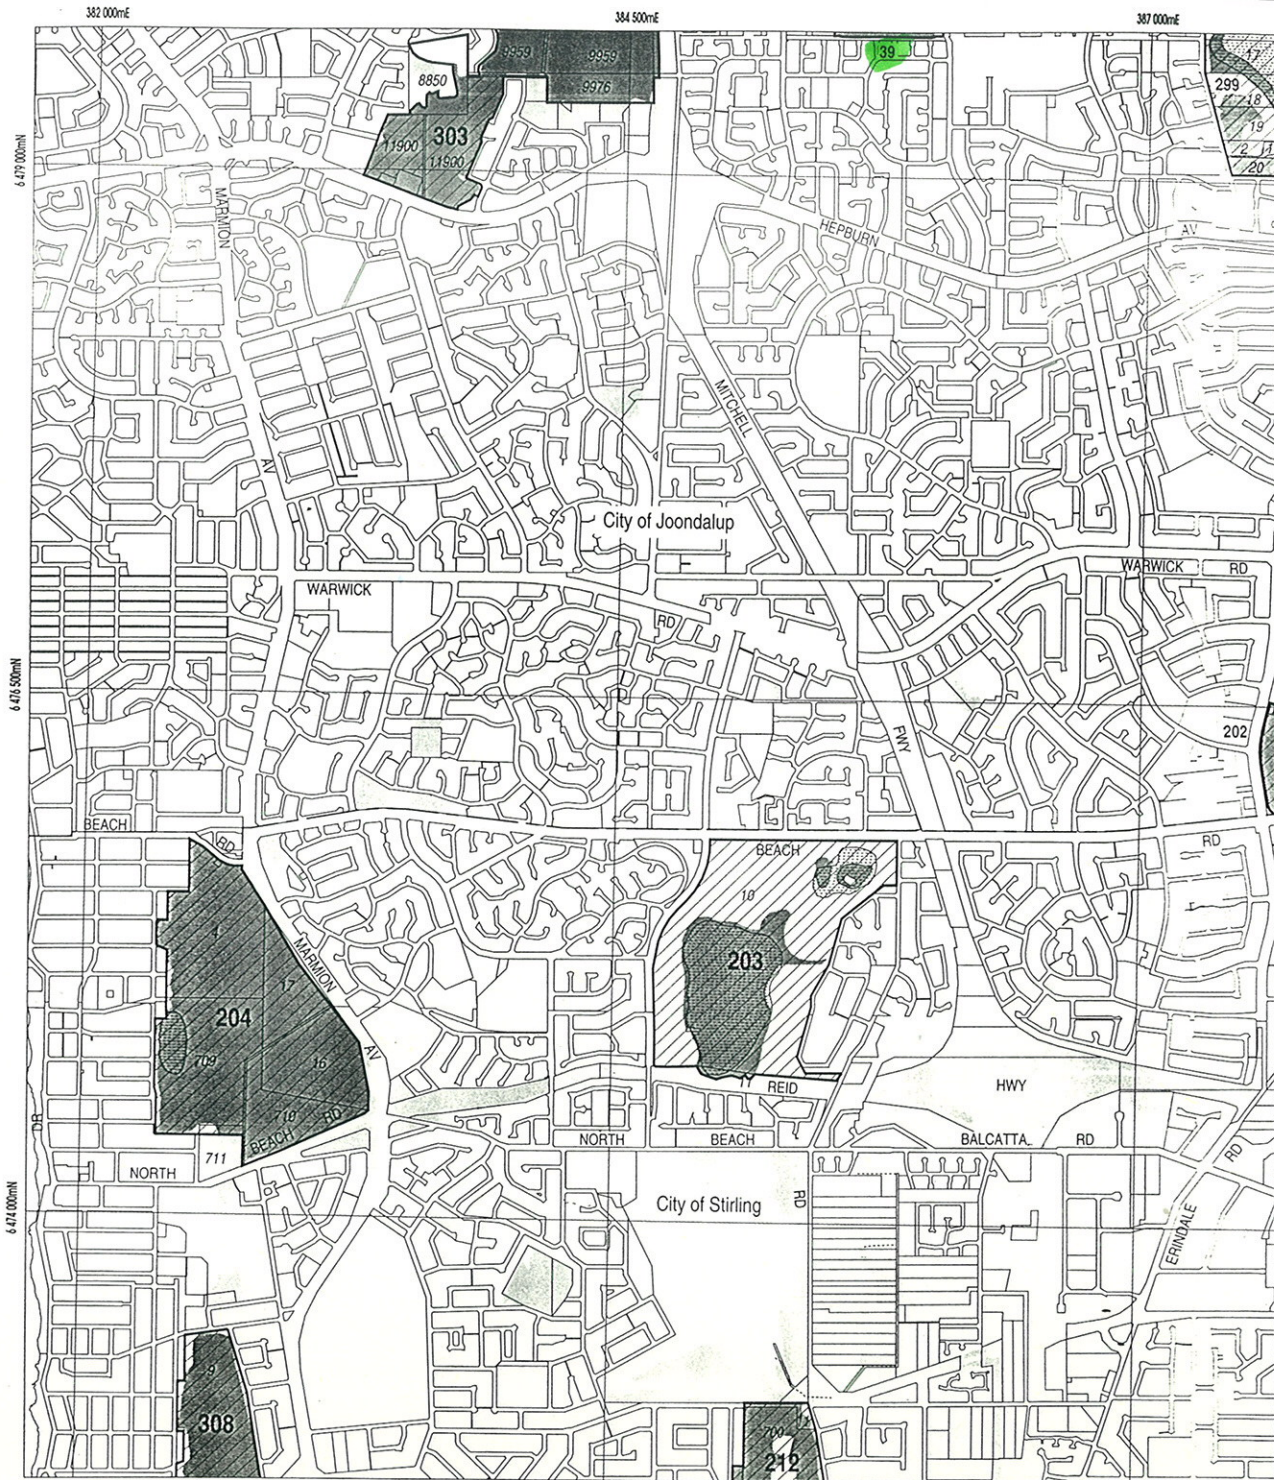 382 000mE
384 500mE
387 000mE
9959
9959
39
17
8850
9976
299
18
303
19
11900
11900
2
20
6 479 000mN
MARMION
HEPBURN
AV
MITCHELL
AV
City of Joondalup
WARWICK
RD
WARWICK
RD
6 476 500mN
FWY
202
BEACH
RD
BEACH
RD
10
MARMION
203
17
204
AV
709
16
REID
HWY
710
DR
BEACH
RD
NORTH
BEACH
BALCATTA
RD
RD
711
NORTH
City of Stirling
RD
6 474 000mN
ERINDALE
9
308
700
212